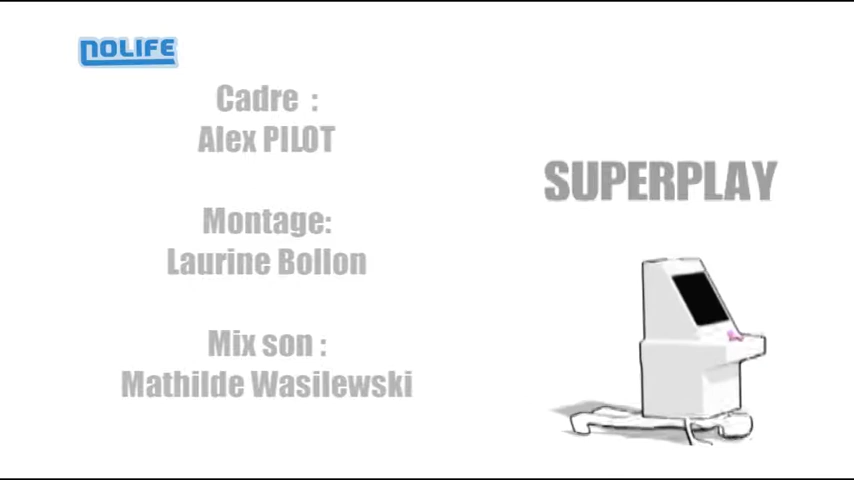 NOLIFE
Cadre :
Alex PILOT
Montage:
Laurine Bollon
Mix son :
Mathilde Wasilewski
SUPERPLAY